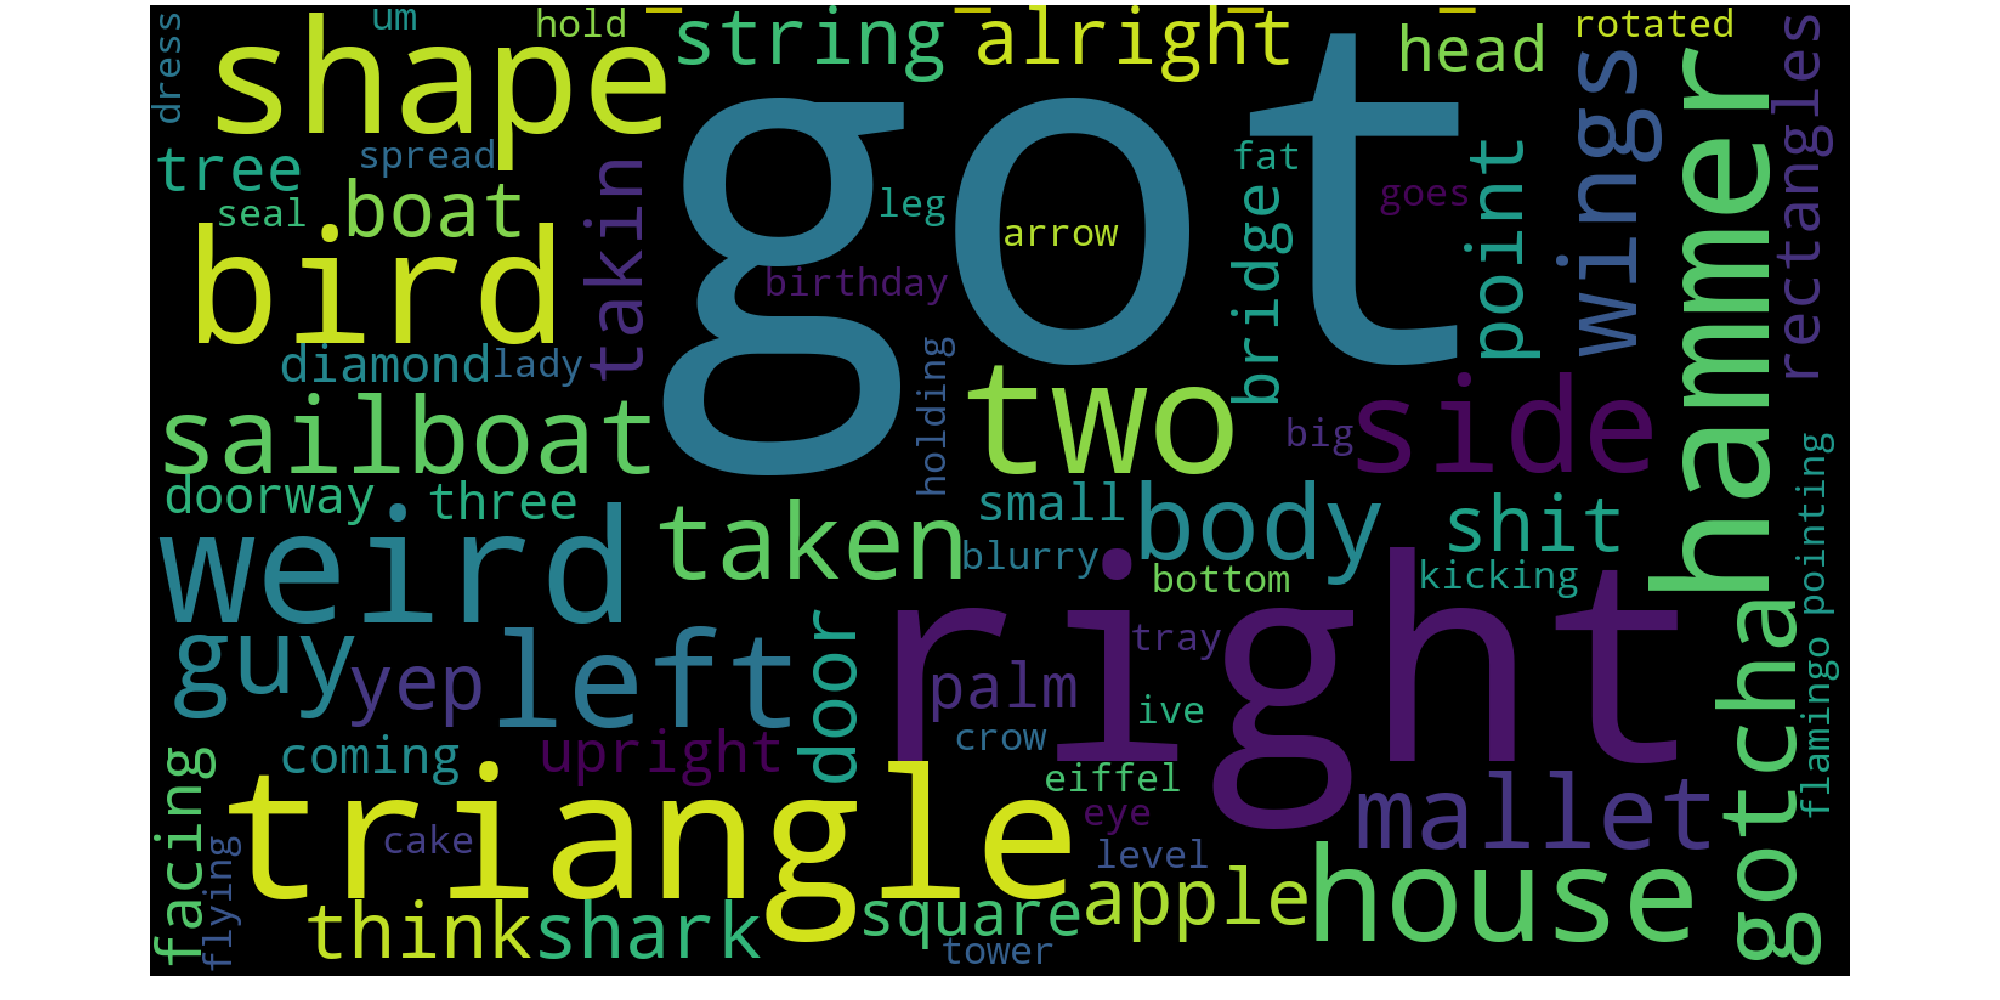 um
hold
string
alright
head
rotated
dress
shape
got
wings
hammer
rectangles
tree
spread
boat
seal
takin
leg
arrow
fat
goes
point
bridge
bird
birthday
diamond
lady
holding
two
big
side
sailboat
doorway
three
small
body
shit
pointing
weird
taken
blurry
bottom
kicking
right
guy
yep
left
door
palm
tray
ive
crow
gotcha
flamingo
coming
upright
eiffel
eye
mallet
facing
flying
triangle
cake
level
apple
house
think
shark
square
tower